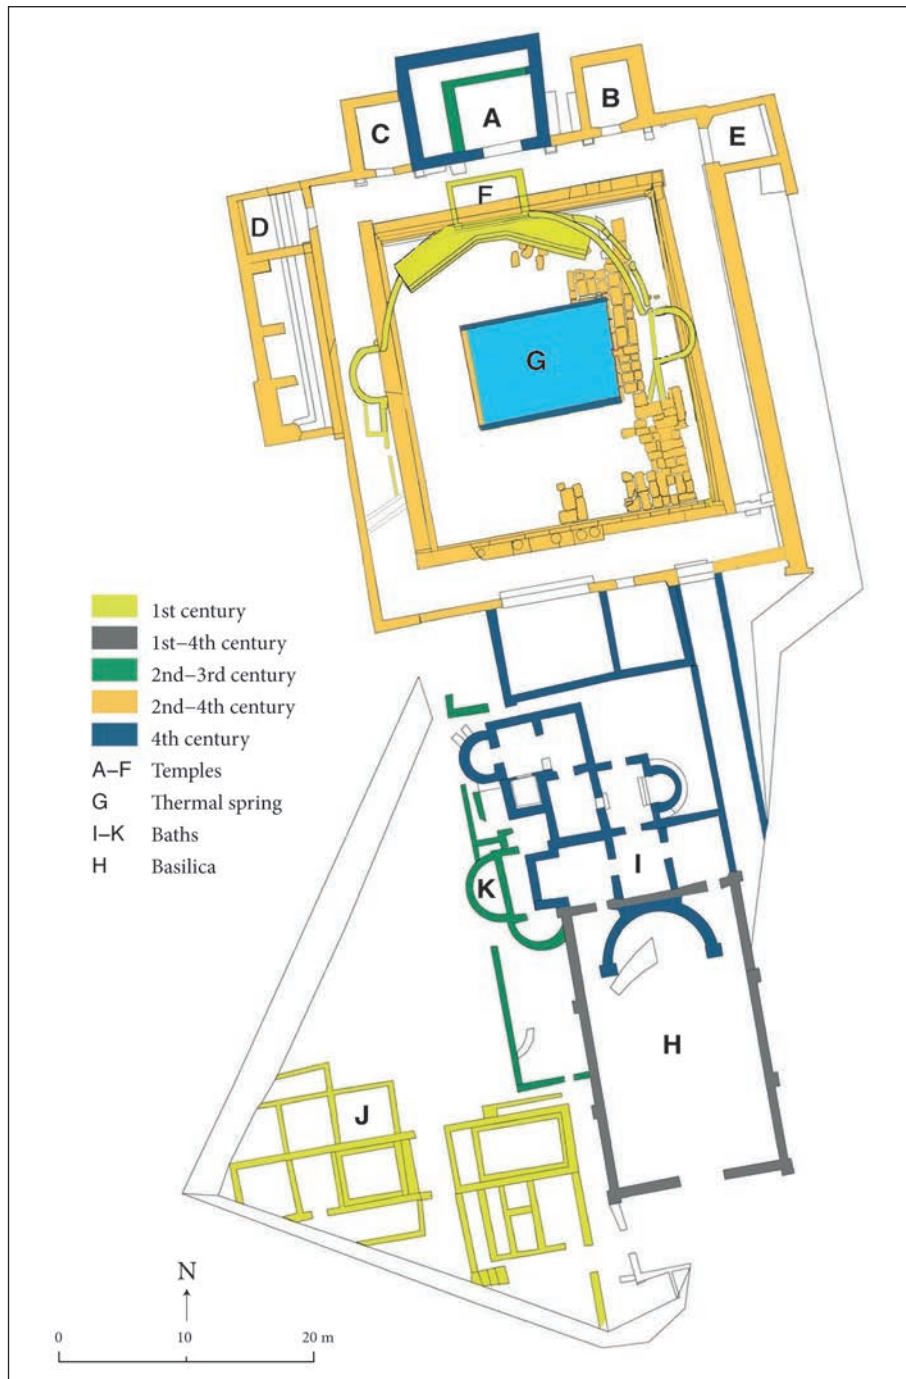 A
B
C
E
F
D
G
1st century
1st–4th century
2nd–3rd century
2nd–4th century
4th century
A–F Temples
G Thermal spring
I–K Baths
H Basilica
I
K
H
J
N
0 10 20 m